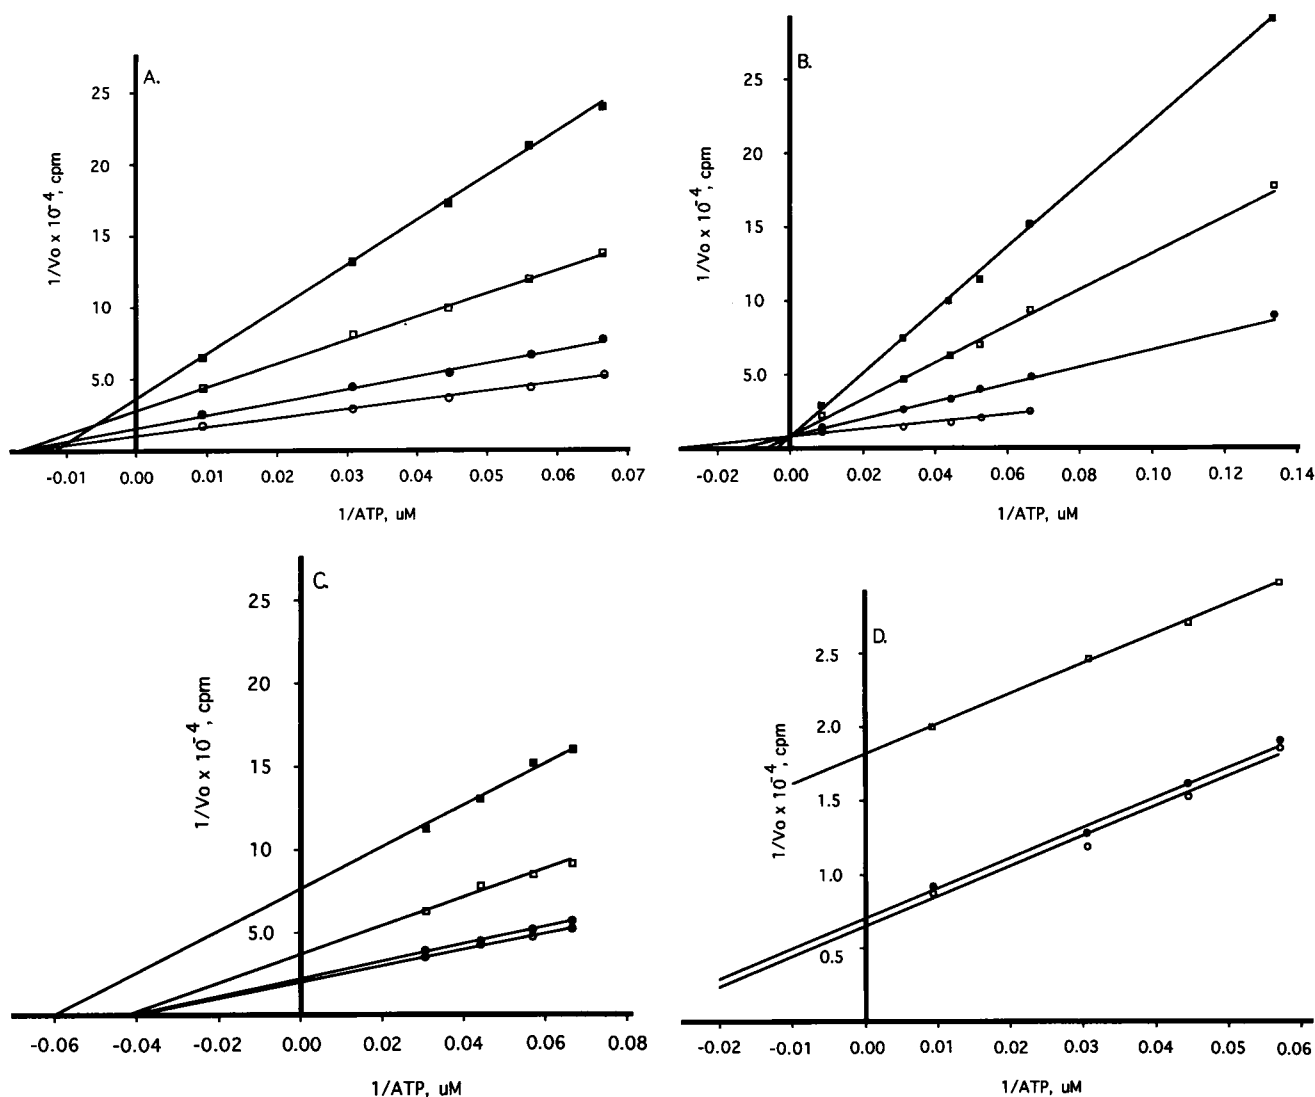 A.
25
20
15
10
5.0
1/Vo x 10-4, cpm
-0.01 0.00 0.01 0.02 0.03 0.04 0.05 0.06 0.07
1/ATP, uM
B.
25
20
15
10
5.0
1/Vo x 10-4, cpm
-0.02 0.00 0.02 0.04 0.06 0.08 0.10 0.12 0.14
1/ATP, uM
C.
25
20
15
10
5.0
1/Vo x 10-4, cpm
-0.06 -0.04 -0.02 0.00 0.02 0.04 0.06 0.08
1/ATP, uM
D.
2.5
2.0
1.5
1.0
0.5
1/Vo x 10-4, cpm
-0.02 -0.01 0.00 0.01 0.02 0.03 0.04 0.05 0.06
1/ATP, uM